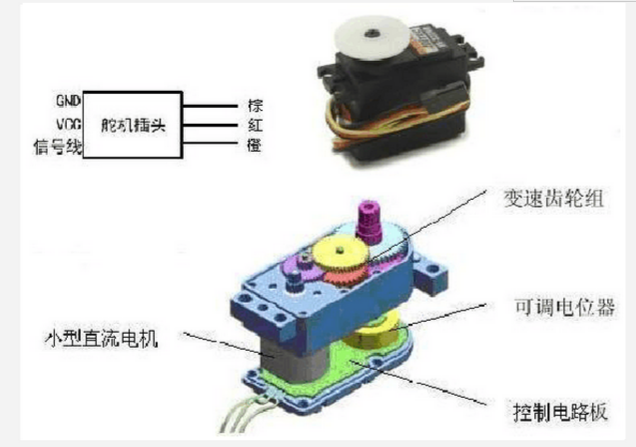 GND
VCC
信号线
舵机插头
棕
红
橙
变速齿轮组
可调电位器
小型直流电机
控制电路板